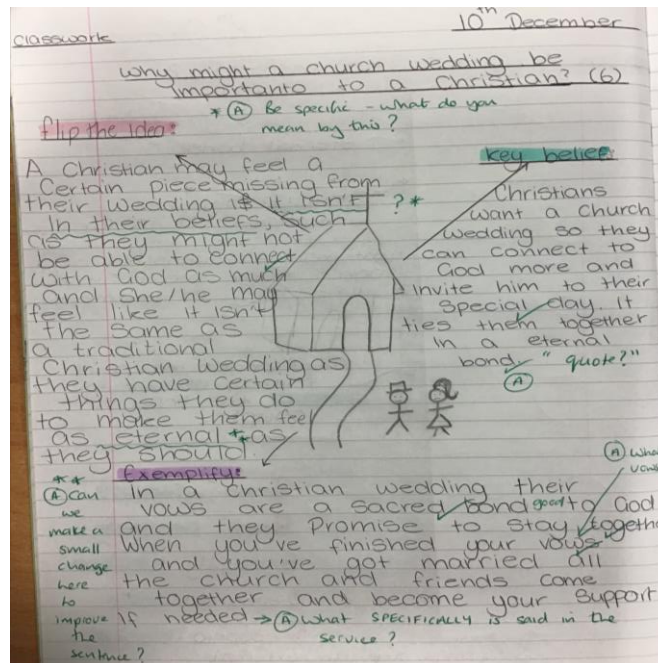 10th December
classwork
Why might a church wedding be
importanto to a Christian? (6)
* (A) Be specific - what do you
mean by this?
flip the idea:
A Christian may feel a
certain piece missing from
their wedding if it isn't ? *
In their beliefs, such
as they might not
be able to connect
with God as much
and she/he may
feel like it isn't
the same as
a traditional
Christian wedding as
they have certain
things they do
to make them feel
as eternal ** as
they should.
key belief:
Christians
want a church
wedding so they
can connect to
God more and
invite him to their
special day it
ties them together
in a eternal
bond, "quote?"
(A)
Exemplify:
In a Christian wedding their
vows are a sacred bond good to God
and they promise to stay together
when you've finished your vows
and you've got married all
the church and friends come
together and become your support
if needed → (A) What SPECIFICALLY is said in the
service?
(A) What
vows
**
(A) Can
we
make a
small
change
here
to
improve
the
sentence?